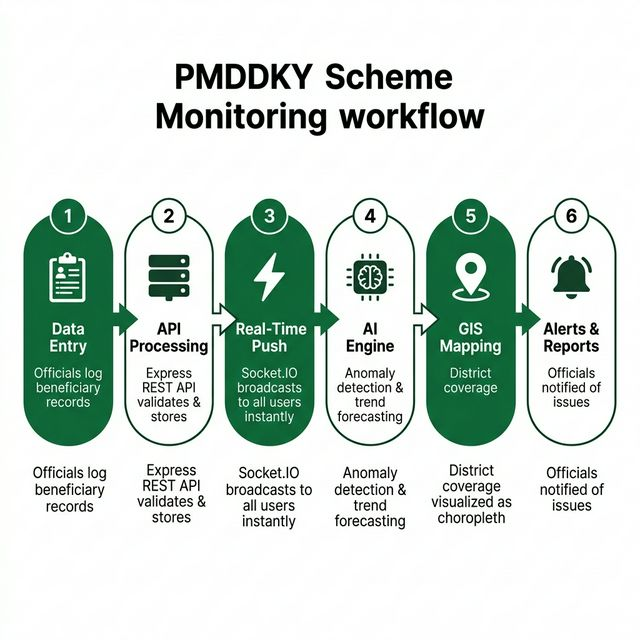 PMDDKY Scheme
Monitoring workflow
1
Data
Entry
Officials log
beneficiary
records
2
API
Processing
Express
REST API
validates &
stores
3
Real-Time
Push
Socket.IO
broadcasts
to all users
instantly
4
AI
Engine
Anomaly
detection &
trend
forecasting
5
GIS
Mapping
District
coverage
6
Alerts &
Reports
Officials
notified of
issues
Officials log
beneficiary
records
Express
REST API
validates &
stores
Socket.IO
broadcasts to
all users
instantly
Anomaly
detection &
trend
forecasting
District
coverage
visualized as
choropleth
Officials
notified of
issues